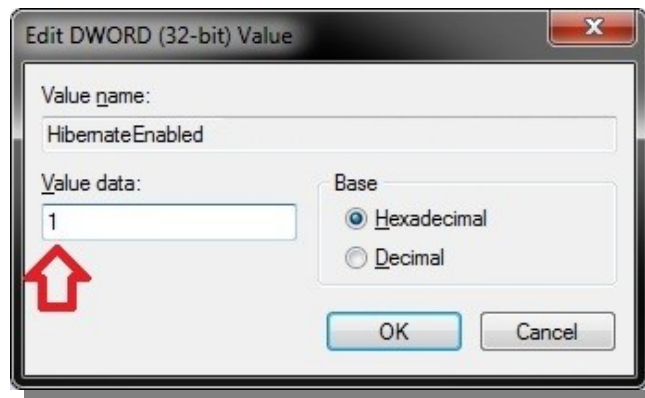 Edit DWORD (32-bit) Value
Value name:
HibernateEnabled
Value data:
1
Base
Hexadecimal
Decimal
OK
Cancel